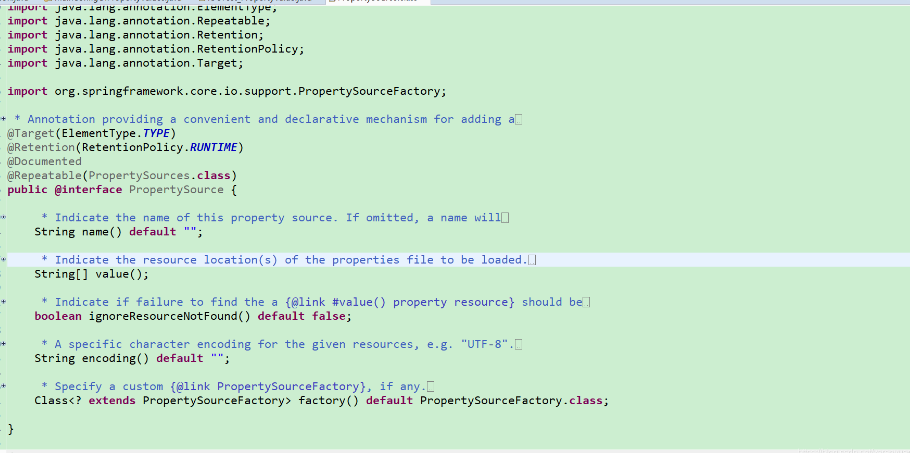 import java.lang.annotation.ElementType;
import java.lang.annotation.Repeatable;
import java.lang.annotation.Retention;
import java.lang.annotation.RetentionPolicy;
import java.lang.annotation.Target;
import org.springframework.core.io.support.PropertySourceFactory;
* Annotation providing a convenient and declarative mechanism for adding a
@Target(ElementType.TYPE)
@Retention(RetentionPolicy.RUNTIME)
@Documented
@Repeatable(PropertySources.class)
public @interface PropertySource {
* Indicate the name of this property source. If omitted, a name will
String name() default "";
* Indicate the resource location(s) of the properties file to be loaded.
String[] value();
* Indicate if failure to find the a {@link #value() property resource} should be
boolean ignoreResourceNotFound() default false;
* A specific character encoding for the given resources, e.g. "UTF-8".
String encoding() default "";
* Specify a custom {@link PropertySourceFactory}, if any.
Class<? extends PropertySourceFactory> factory() default PropertySourceFactory.class;
}